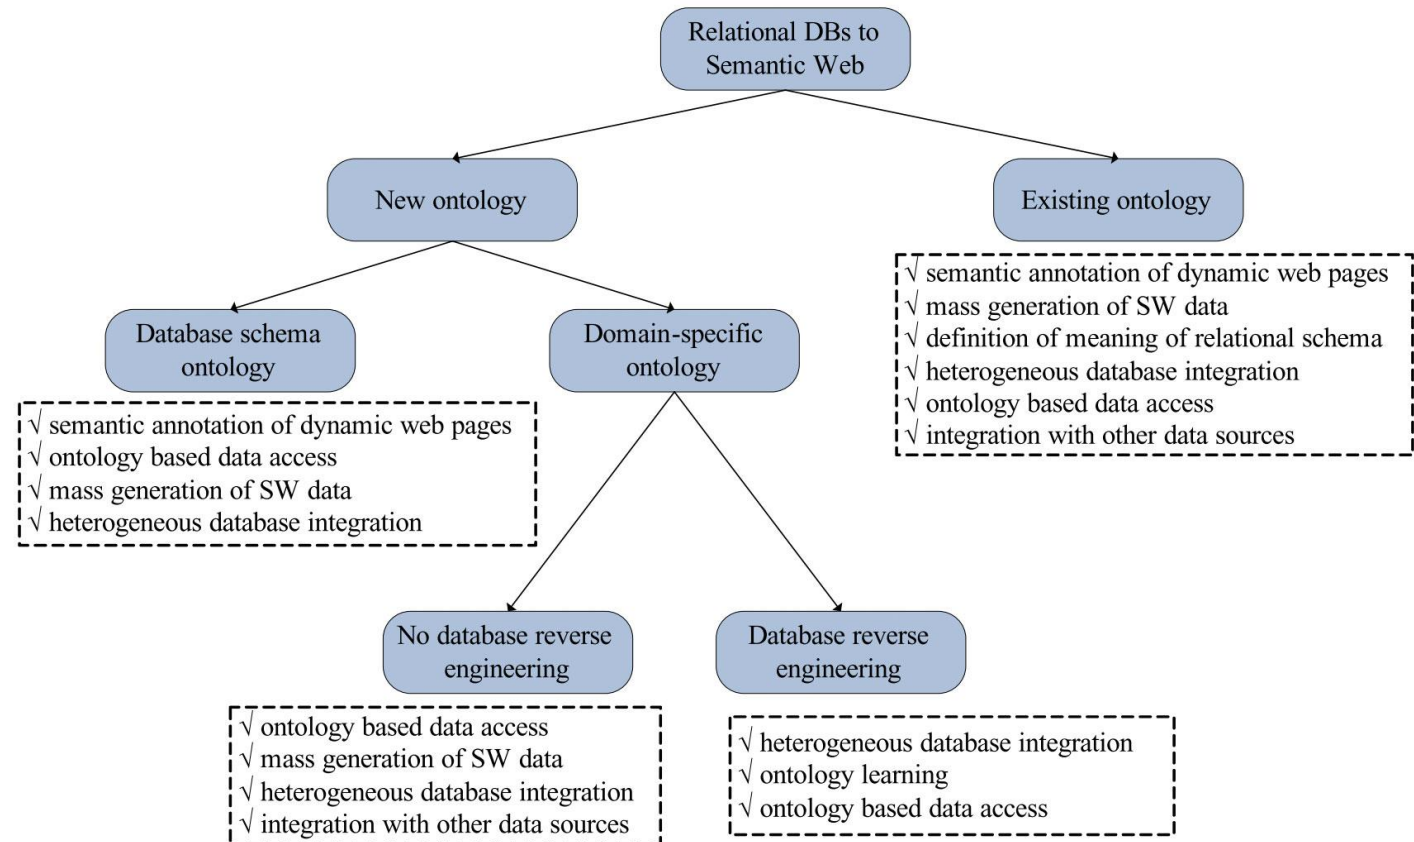 Relational DBs to
Semantic Web
New ontology
Existing ontology
√ semantic annotation of dynamic web pages
√ mass generation of SW data
√ definition of meaning of relational schema
√ heterogeneous database integration
√ ontology based data access
√ integration with other data sources
Database schema
ontology
Domain-specific
ontology
√ semantic annotation of dynamic web pages
√ ontology based data access
√ mass generation of SW data
√ heterogeneous database integration
No database reverse
engineering
Database reverse
engineering
√ ontology based data access
√ mass generation of SW data
√ heterogeneous database integration
√ integration with other data sources
√ heterogeneous database integration
√ ontology learning
√ ontology based data access